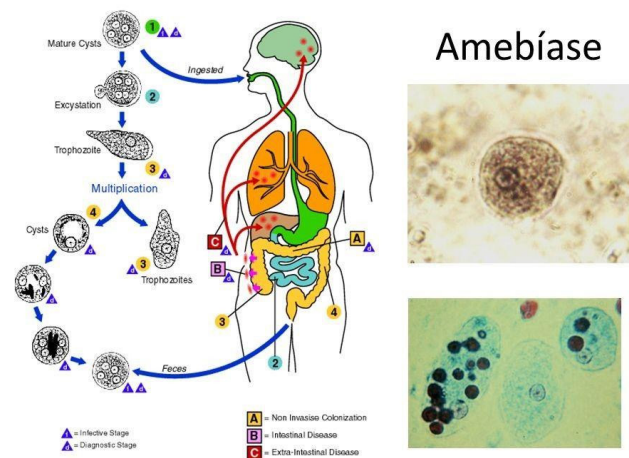 Amebíase
1
i d
Mature Cysts
Ingested
Excystation
2
Trophozoite
3
d
Multiplication
4
Cysts
d
3
d
Trophozoites
d
d
i d
Feces
C
d
B
d
A
d
3
4
2
i = Infective Stage
d = Diagnostic Stage
A = Non Invasise Colonization
B = Intestinal Disease
C = Extra-Intestinal Disease